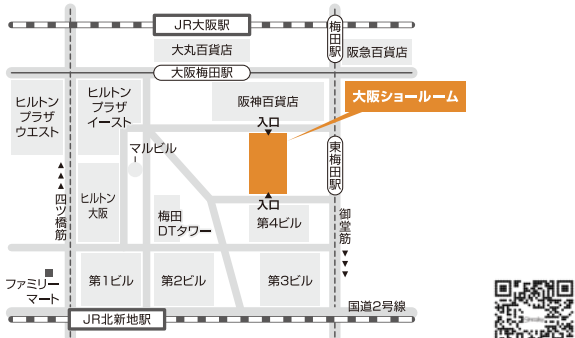 JR大阪駅
梅田駅
大丸百貨店
阪急百貨店
大阪梅田駅
ヒルトン
プラザ
ウエスト
ヒルトン
プラザ
イースト
阪神百貨店
大阪ショールーム
入口
マルビル
東梅田駅
四ツ橋筋
ヒルトン
大阪
梅田
DTタワー
入口
第4ビル
御堂筋
ファミリー
マート
第1ビル
第2ビル
第3ビル
国道2号線
JR北新地駅